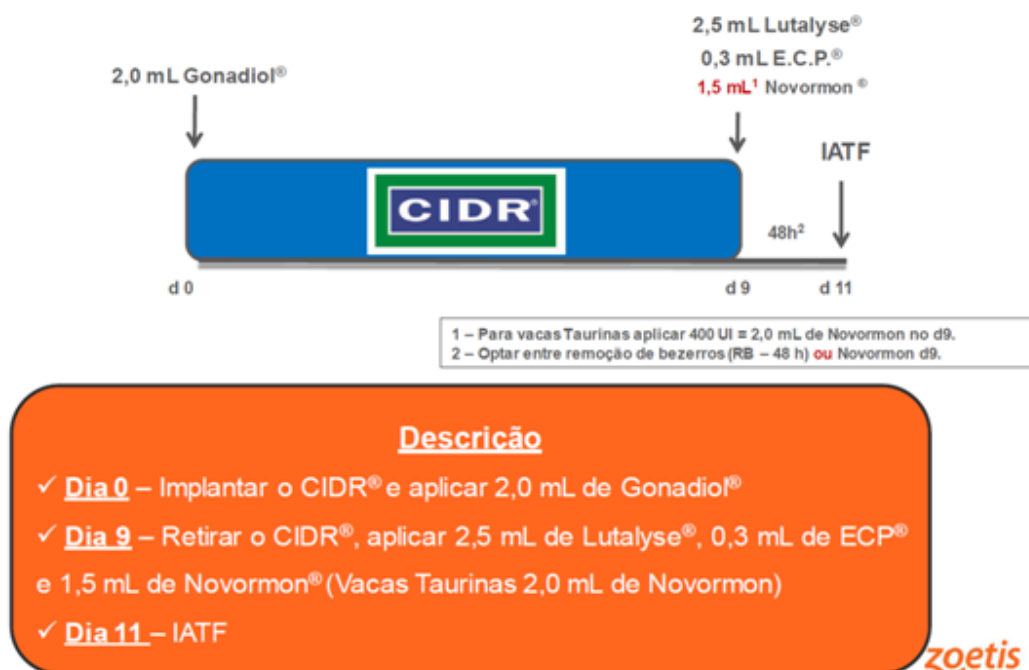 2,5 mL Lutalyse®
0,3 mL E.C.P.®
1,5 mL¹ Novormon ®
2,0 mL Gonadiol®
IATF
CIDR®
48h²
d 0
d 9
d 11
1 – Para vacas Taurinas aplicar 400 UI = 2,0 mL de Novormon no d9.
2 – Optar entre remoção de bezerros (RB – 48 h) ou Novormon d9.
Descrição
✓ Dia 0 – Implantar o CIDR® e aplicar 2,0 mL de Gonadiol®
✓ Dia 9 – Retirar o CIDR®, aplicar 2,5 mL de Lutalyse®, 0,3 mL de ECP®
e 1,5 mL de Novormon® (Vacas Taurinas 2,0 mL de Novormon)
✓ Dia 11 – IATF
zoetis